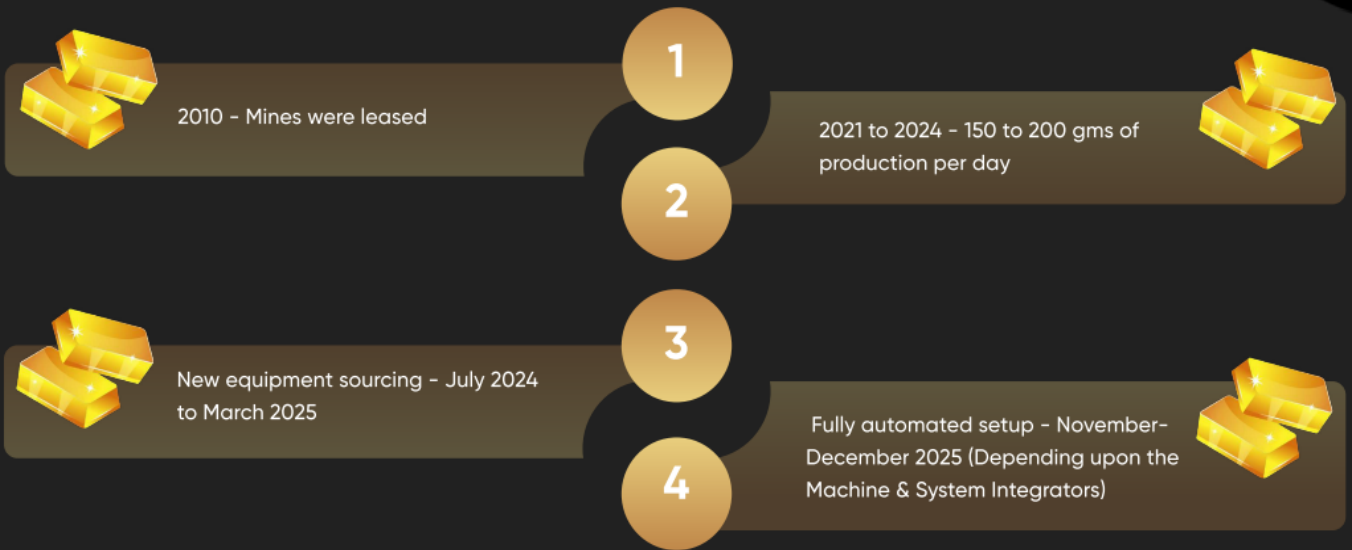 1
2010 - Mines were leased
2
2021 to 2024 - 150 to 200 gms of
production per day
3
New equipment sourcing - July 2024
to March 2025
4
Fully automated setup - November-
December 2025 (Depending upon the
Machine & System Integrators)